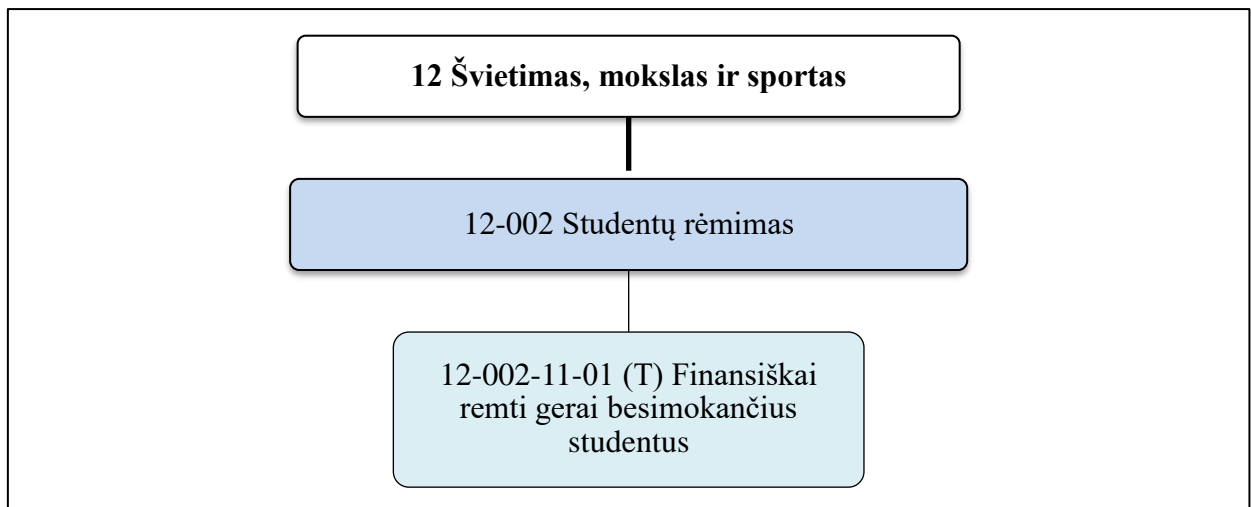 12 Švietimas, mokslas ir sportas
12-002 Studentų rėmimas
12-002-11-01 (T) Finansiškai
remti gerai besimokančius
studentus